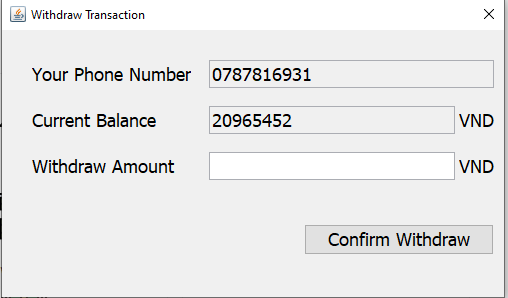 Withdraw Transaction
Your Phone Number 0787816931
Current Balance 20965452 VND
Withdraw Amount VND
Confirm Withdraw